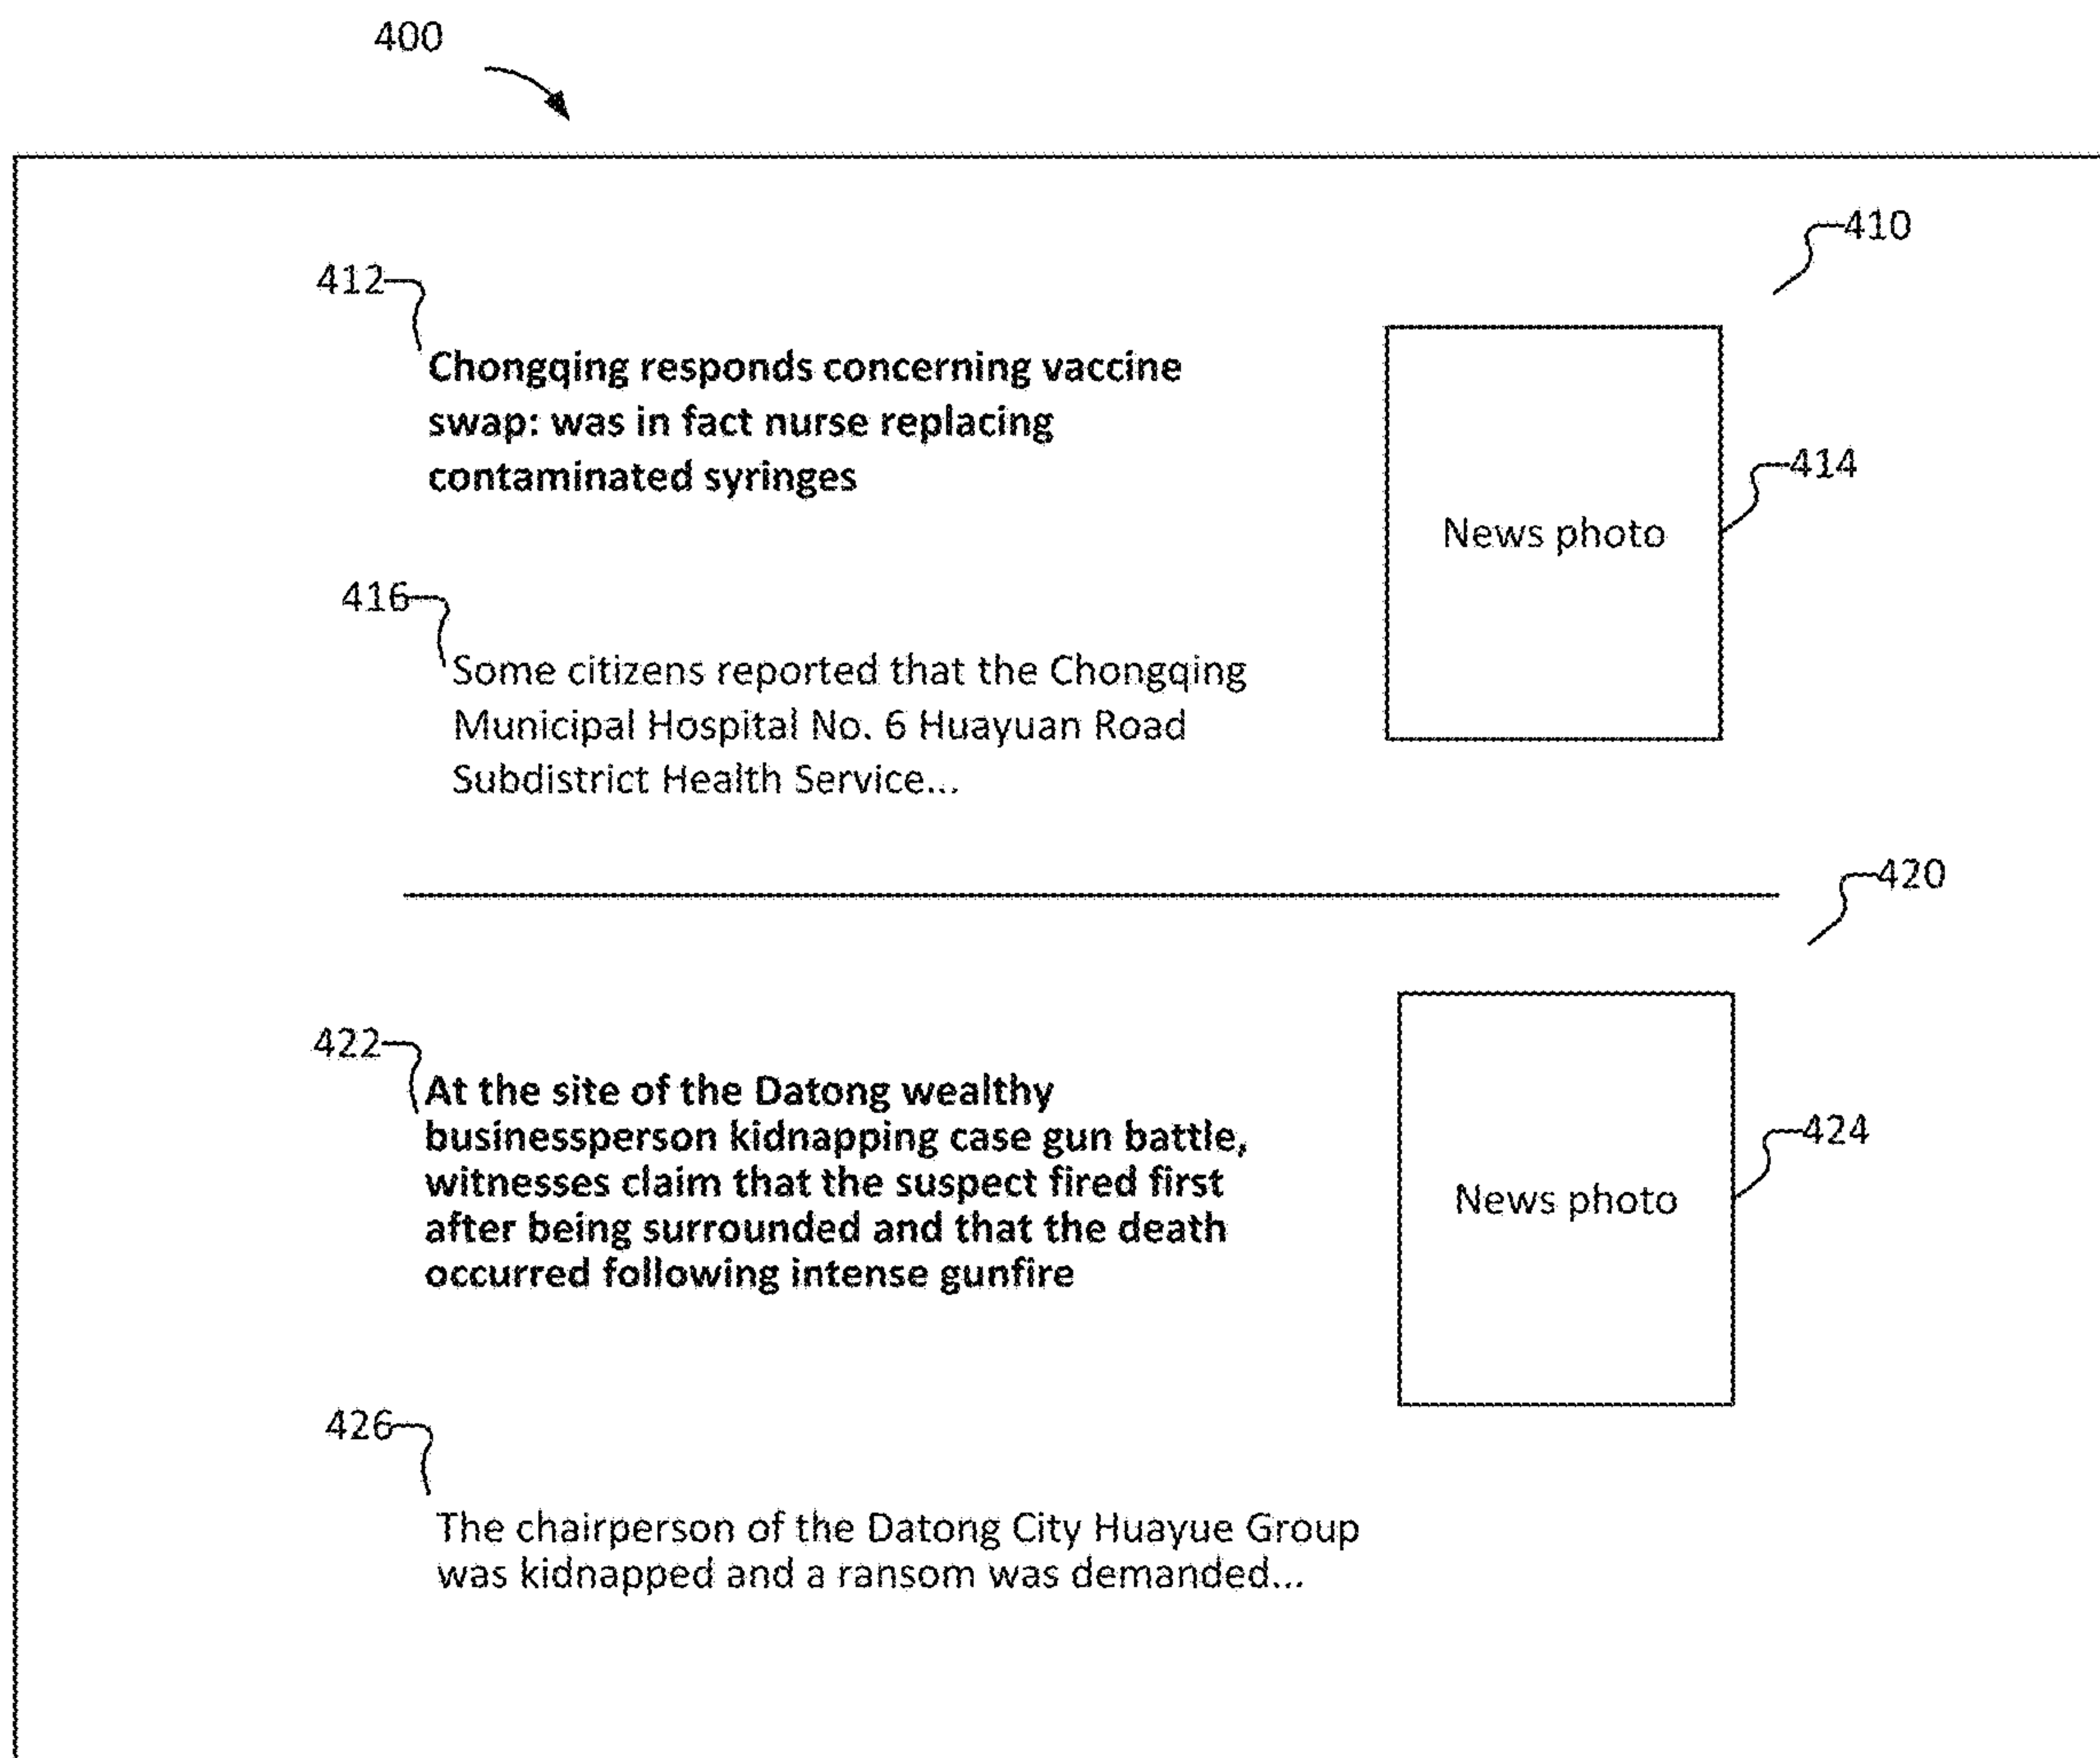 400
410
412
Chongqing responds concerning vaccine
swap: was in fact nurse replacing
contaminated syringes
414
News photo
416
Some citizens reported that the Chongqing
Municipal Hospital No. 6 Huayuan Road
Subdistrict Health Service...
420
422
At the site of the Datong wealthy
businessperson kidnapping case gun battle,
witnesses claim that the suspect fired first
after being surrounded and that the death
occurred following intense gunfire
424
News photo
426
The chairperson of the Datong City Huayue Group
was kidnapped and a ransom was demanded...